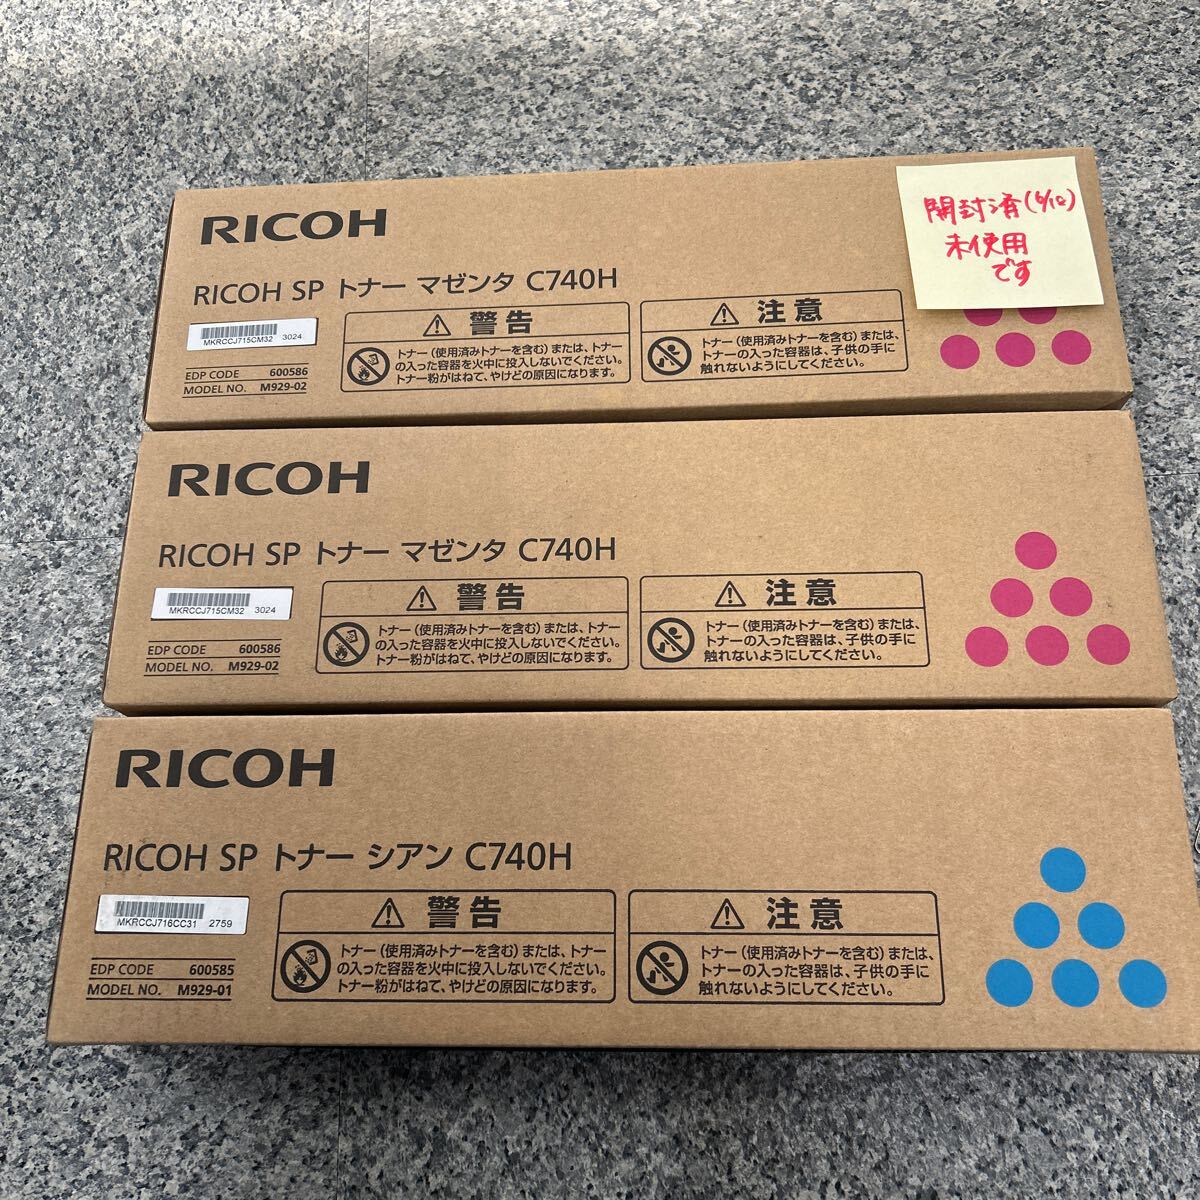 RICOH
開封済(6/10)
未使用
です
RICOH SP トナー マゼンタ C740H
MKRCCJ715CM32 3024
EDP CODE 600586
MODEL NO. M929-02
警告
トナー(使用済みトナーを含む)または、トナー
の入った容器を火中に投入しないでください。
トナー粉がはねて、やけどの原因になります。
注意
トナー(使用済みトナーを含む)または、
トナーの入った容器は、子供の手に
触れないようにしてください。
RICOH
RICOH SP トナー マゼンタ C740H
MKRCCJ715CM32 3024
EDP CODE 600586
MODEL NO. M929-02
警告
トナー(使用済みトナーを含む)または、トナー
の入った容器を火中に投入しないでください。
トナー粉がはねて、やけどの原因になります。
注意
トナー(使用済みトナーを含む)または、
トナーの入った容器は、子供の手に
触れないようにしてください。
RICOH
RICOH SP トナー シアン C740H
MKRCCJ716CC31 2759
EDP CODE 600585
MODEL NO. M929-01
警告
トナー(使用済みトナーを含む)または、トナー
の入った容器を火中に投入しないでください。
トナー粉がはねて、やけどの原因になります。
注意
トナー(使用済みトナーを含む)または、
トナーの入った容器は、子供の手に
触れないようにしてください。